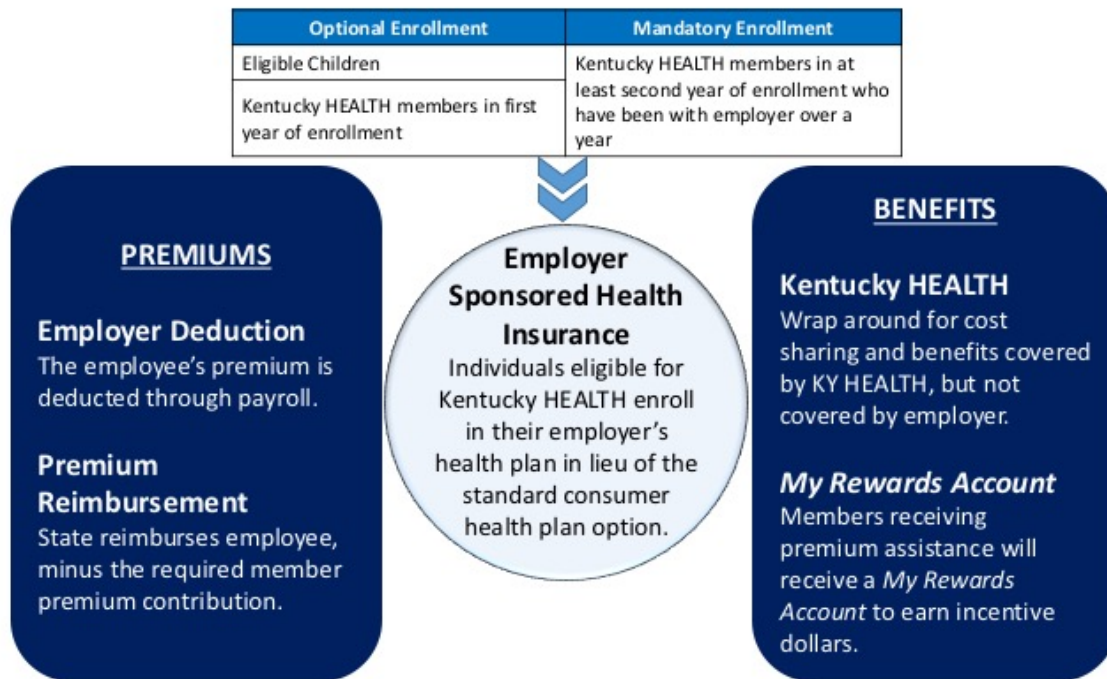 Optional Enrollment
Mandatory Enrollment
Eligible Children
Kentucky HEALTH members in first
year of enrollment
Kentucky HEALTH members in at
least second year of enrollment who
have been with employer over a
year
PREMIUMS
Employer Deduction
The employee's premium is
deducted through payroll.
Premium
Reimbursement
State reimburses employee,
minus the required member
premium contribution.
Employer
Sponsored Health
Insurance
Individuals eligible for
Kentucky HEALTH enroll
in their employer's
health plan in lieu of the
standard consumer
health plan option.
BENEFITS
Kentucky HEALTH
Wrap around for cost
sharing and benefits covered
by KY HEALTH, but not
covered by employer.
My Rewards Account
Members receiving
premium assistance will
receive a My Rewards
Account to earn incentive
dollars.